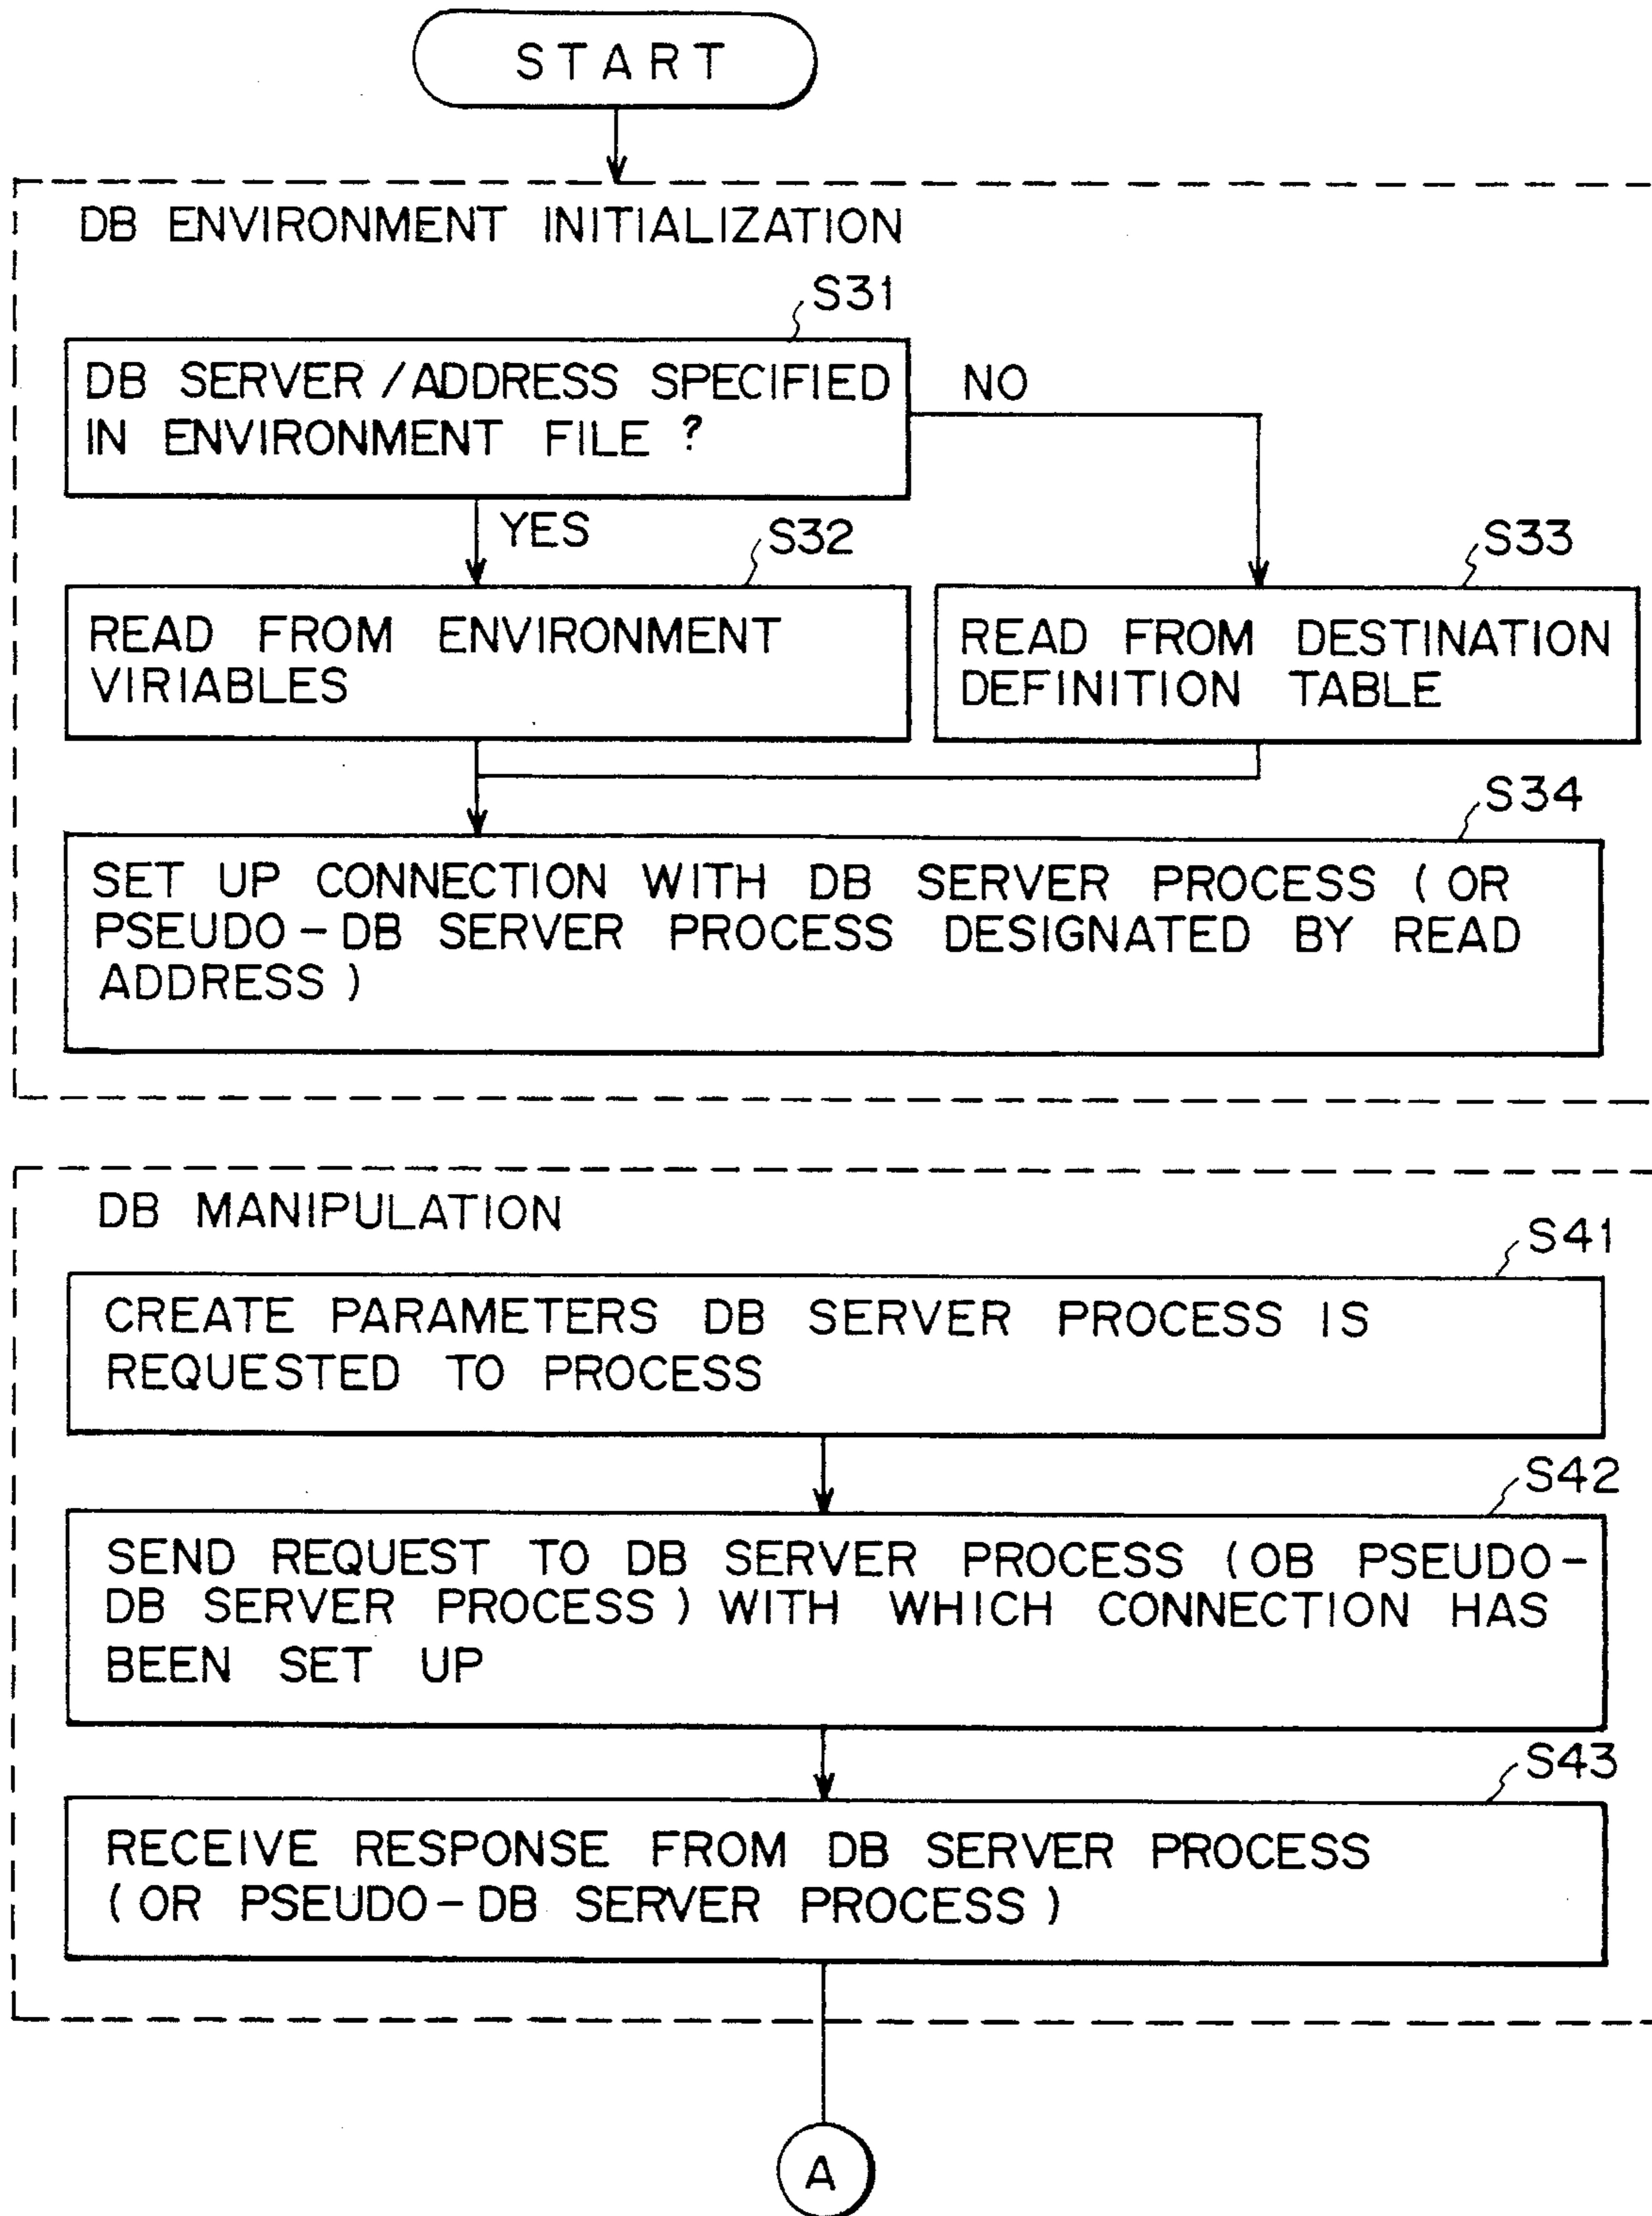 START
DB ENVIRONMENT INITIALIZATION
S31
DB SERVER/ADDRESS SPECIFIED
IN ENVIRONMENT FILE ?
NO
YES
S32
READ FROM ENVIRONMENT
VIRIABLES
S33
READ FROM DESTINATION
DEFINITION TABLE
S34
SET UP CONNECTION WITH DB SERVER PROCESS (OR
PSEUDO-DB SERVER PROCESS DESIGNATED BY READ
ADDRESS)
DB MANIPULATION
S41
CREATE PARAMETERS DB SERVER PROCESS IS
REQUESTED TO PROCESS
S42
SEND REQUEST TO DB SERVER PROCESS (OB PSEUDO-
DB SERVER PROCESS) WITH WHICH CONNECTION HAS
BEEN SET UP
S43
RECEIVE RESPONSE FROM DB SERVER PROCESS
(OR PSEUDO-DB SERVER PROCESS)
A